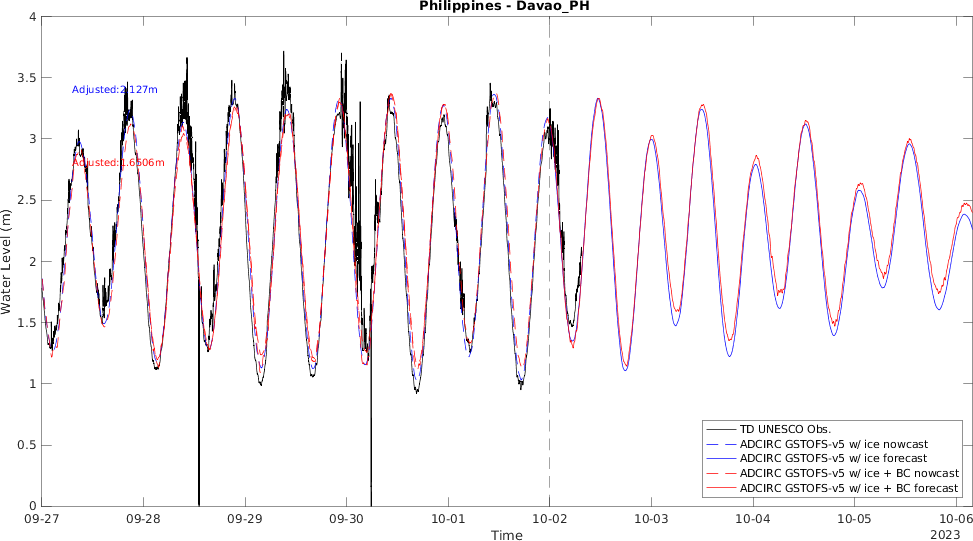 Philippines - Davao_PH
Water Level (m)
4
3.5
3
2.5
2
1.5
1
0.5
0
Adjusted:2.127m
Adjusted:1.6506m
TD UNESCO Obs.
ADCIRC GSTOFS-v5 w/ ice nowcast
ADCIRC GSTOFS-v5 w/ ice forecast
ADCIRC GSTOFS-v5 w/ ice + BC nowcast
ADCIRC GSTOFS-v5 w/ ice + BC forecast
09-27 09-28 09-29 09-30 10-01 10-02 10-03 10-04 10-05 10-06
Time
2023